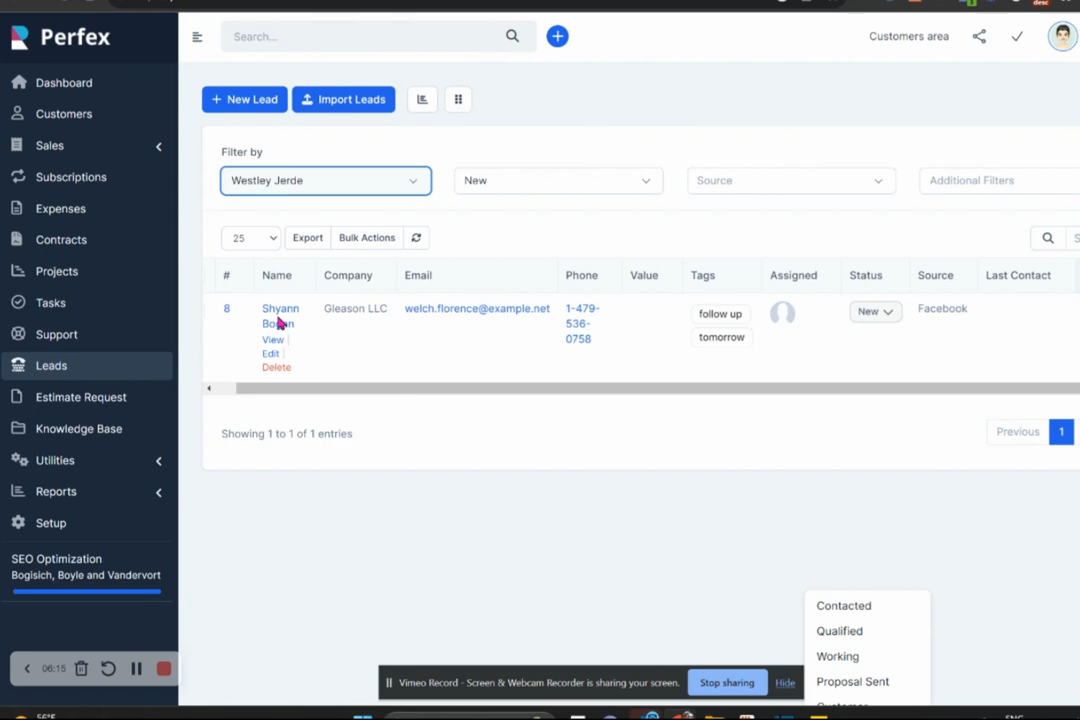 desc
Perfex
Search...
Customers area
Dashboard
Customers
Sales
Subscriptions
Expenses
Contracts
Projects
Tasks
Support
Leads
Estimate Request
Knowledge Base
Utilities
Reports
Setup
SEO Optimization
Bogisich, Boyle and Vandervort
06:15
56°F
New Lead
Import Leads
Filter by
Westley Jerde
New
Source
Additional Filters
25
Export
Bulk Actions
S
# Name Company Email Phone Value Tags Assigned Status Source Last Contact
8 Shyann Gleason LLC welch.florence@example.net 1-479- follow up New Facebook
536- tomorrow
0758
View |
Edit |
Delete
Showing 1 to 1 of 1 entries
Previous 1
Contacted
Qualified
Working
Proposal Sent
Vimeo Record - Screen & Webcam Recorder is sharing your screen.
Stop sharing
Hide
ENG